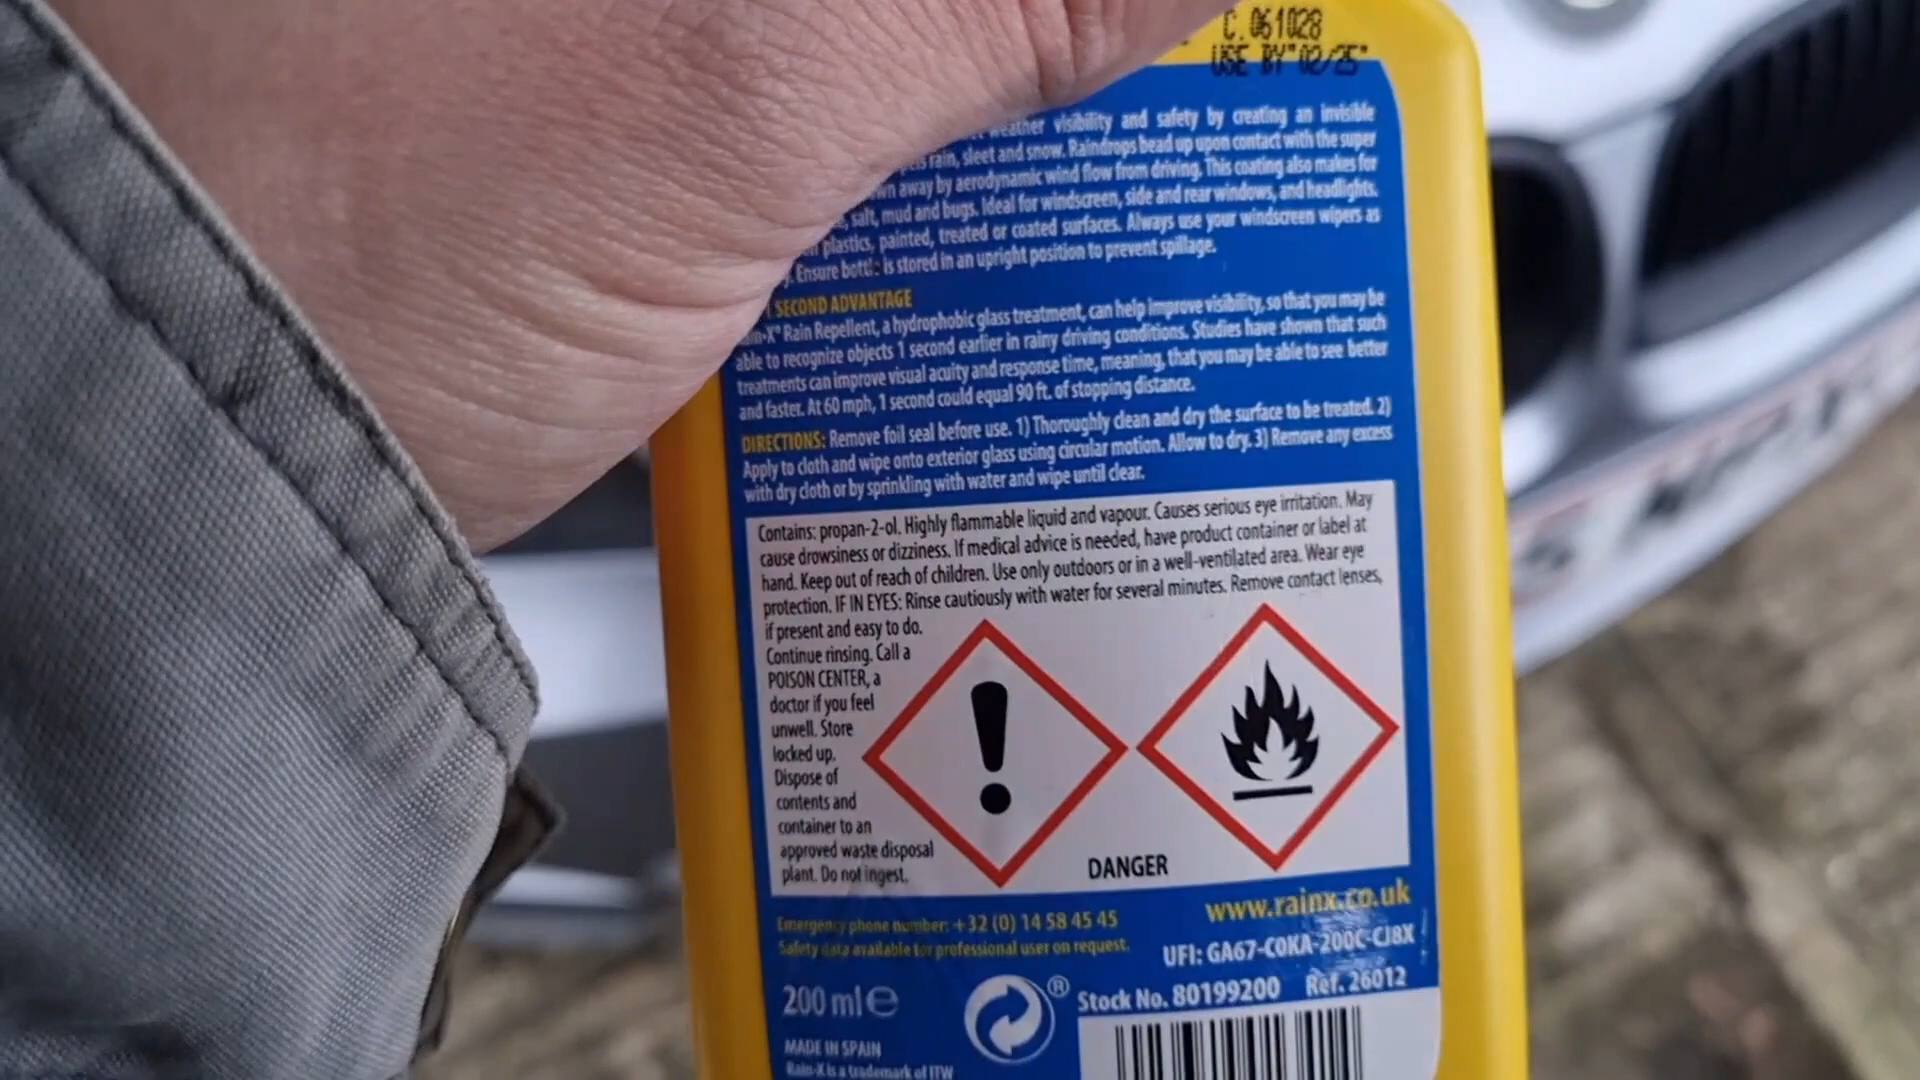 C. 061028
USE BY 02/25
weather visibility and safety by creating an invisible
rain, sleet and snow. Raindrops bead up upon contact with the super
away by aerodynamic wind flow from driving. This coating also makes for
salt, mud and bugs. Ideal for windscreen, side and rear windows, and headlights.
plastics, painted, treated or coated surfaces. Always use your windscreen wipers as
Ensure bottle is stored in an upright position to prevent spillage.
SECOND ADVANTAGE
Rain Repellent, a hydrophobic glass treatment, can help improve visibility, so that you may be
able to recognize objects 1 second earlier in rainy driving conditions. Studies have shown that such
treatments can improve visual acuity and response time, meaning, that you may be able to see better
and faster. At 60 mph, 1 second could equal 90 ft. of stopping distance.
DIRECTIONS: Remove foil seal before use. 1) Thoroughly clean and dry the surface to be treated. 2)
Apply to cloth and wipe onto exterior glass using circular motion. Allow to dry. 3) Remove any excess
with dry cloth or by sprinkling with water and wipe until clear.
Contains: propan-2-ol. Highly flammable liquid and vapour. Causes serious eye irritation. May
cause drowsiness or dizziness. If medical advice is needed, have product container or label at
hand. Keep out of reach of children. Use only outdoors or in a well-ventilated area. Wear eye
protection. IF IN EYES: Rinse cautiously with water for several minutes. Remove contact lenses,
if present and easy to do.
Continue rinsing. Call a
POISON CENTER, a
doctor if you feel
unwell. Store
locked up.
Dispose of
contents and
container to an
approved waste disposal
plant. Do not ingest.
DANGER
Emergency phone number: +32 (0) 14 58 45 45
Safety data available for professional user on request.
www.rainx.co.uk
UFI: GA67-C0KA-200C-CJ8X
200 ml e
®
Stock No. 80199200 Ref. 26012
MADE IN SPAIN
Rain-X is a trademark of ITW